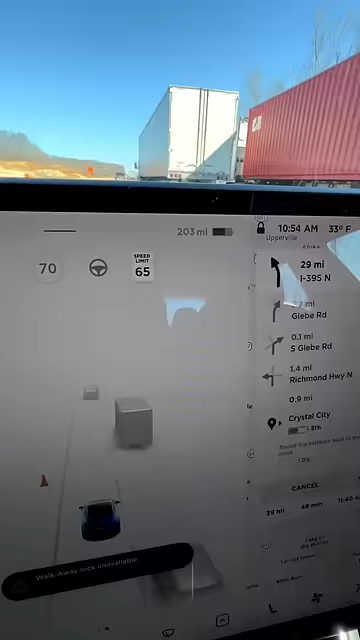 203 mi
10:54 AM 33° F
Upperville
70
SPEED
LIMIT
65
29 mi
I-395 N
Glebe Rd
0.1 mi
S Glebe Rd
1.4 mi
Richmond Hwy N
0.9 mi
Crystal City
81%
CANCEL
39 mi 48 min 11:40
Walk-Away lock unavailable